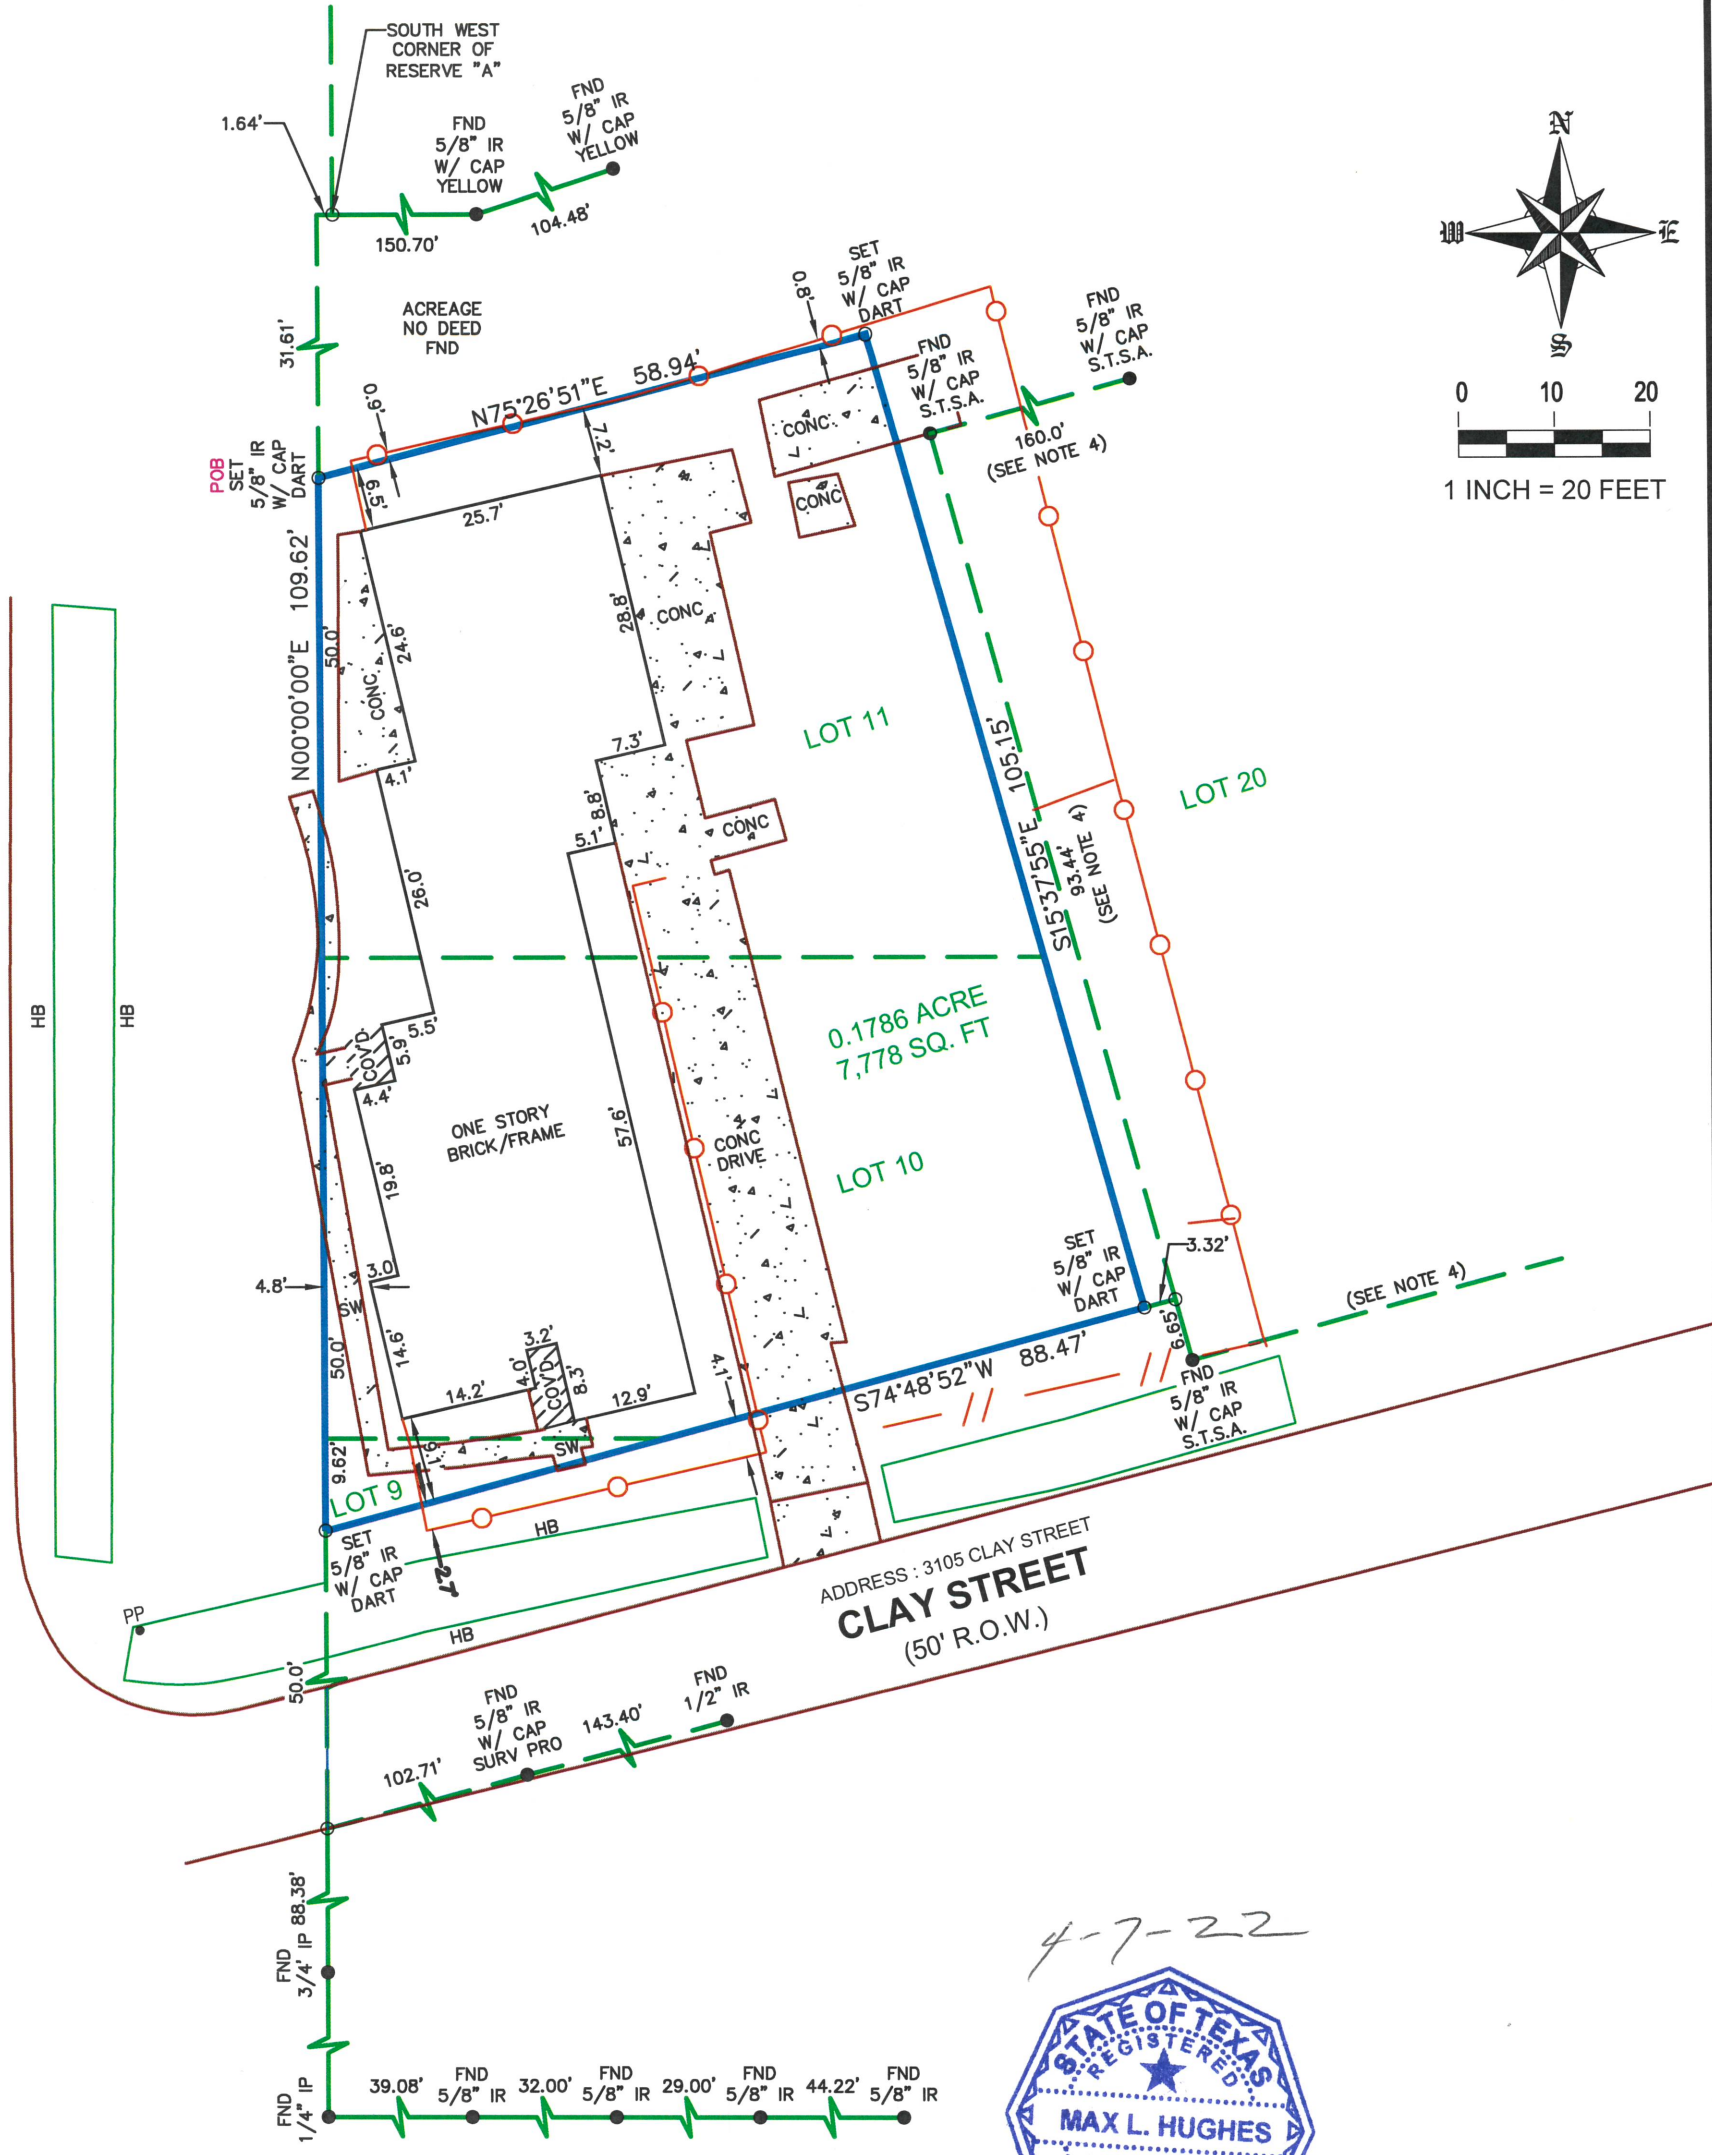 SOUTH WEST
CORNER OF
RESERVE "A"
1.64'
FND
5/8" IR
W/ CAP
YELLOW
FND
5/8" IR
W/ CAP
YELLOW
150.70'
104.48'
N
W
E
S
0 10 20
1 INCH = 20 FEET
31.61'
ACREAGE
NO DEED
FND
0.8'
SET
5/8" IR
W/ CAP
DART
FND
5/8" IR
W/ CAP
S.T.S.A.
FND
5/8" IR
W/ CAP
S.T.S.A.
160.0'
(SEE NOTE 4)
0.9'
N75°26'51"E 58.94'
7.2'
POB
SET
5/8" IR
W/ CAP
DART
6.5'
25.7'
CONC
CONC
N00°00'00"E 109.62'
50.0'
CONC
24.6'
28.8'
CONC
4.1'
7.3'
8.8'
5.1'
CONC
LOT 11
S15°37'55"E 105.15'
93.44'
(SEE NOTE 4)
LOT 20
26.0'
HB
HB
0.1786 ACRE
7,778 SQ. FT
5.5'
COV'D
5.9'
4.4'
ONE STORY
BRICK/FRAME
57.6'
CONC
DRIVE
LOT 10
19.8'
3.0'
4.8'
SW
50.0'
14.6'
3.2'
4.0'
COV'D
8.3'
14.2'
12.9'
4.1'
SET
5/8" IR
W/ CAP
DART
3.32'
6.65'
(SEE NOTE 4)
S74°48'52"W 88.47'
FND
5/8" IR
W/ CAP
S.T.S.A.
SW
9.62'
9.1'
LOT 9
SET
5/8" IR
W/ CAP
DART
HB
2.7'
PP
HB
ADDRESS : 3105 CLAY STREET
CLAY STREET
(50' R.O.W.)
50.0'
FND
5/8" IR
W/ CAP
SURV PRO
FND
1/2" IR
143.40'
102.71'
88.38'
FND
3/4' IP
4-7-22
STATE OF TEXAS
REGISTERED
MAX L. HUGHES
FND
1/4" IP
39.08'
FND
5/8" IR
32.00'
FND
5/8" IR
29.00'
FND
5/8" IR
44.22'
FND
5/8" IR